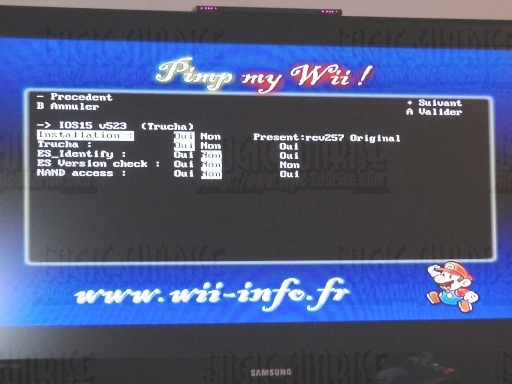 Pimp my Wii !
- Precedent
B Annuler
+ Suivant
A Valider
-> IOS15 v523 (Trucha)
Installation : Oui Non Present:rev257 Original
Trucha : Oui Non Oui
ES_Identify : Oui Non Oui
ES Version check : Oui Non Non
NAND access : Oui Non Oui
www.wii-info.fr
SAMSUNG